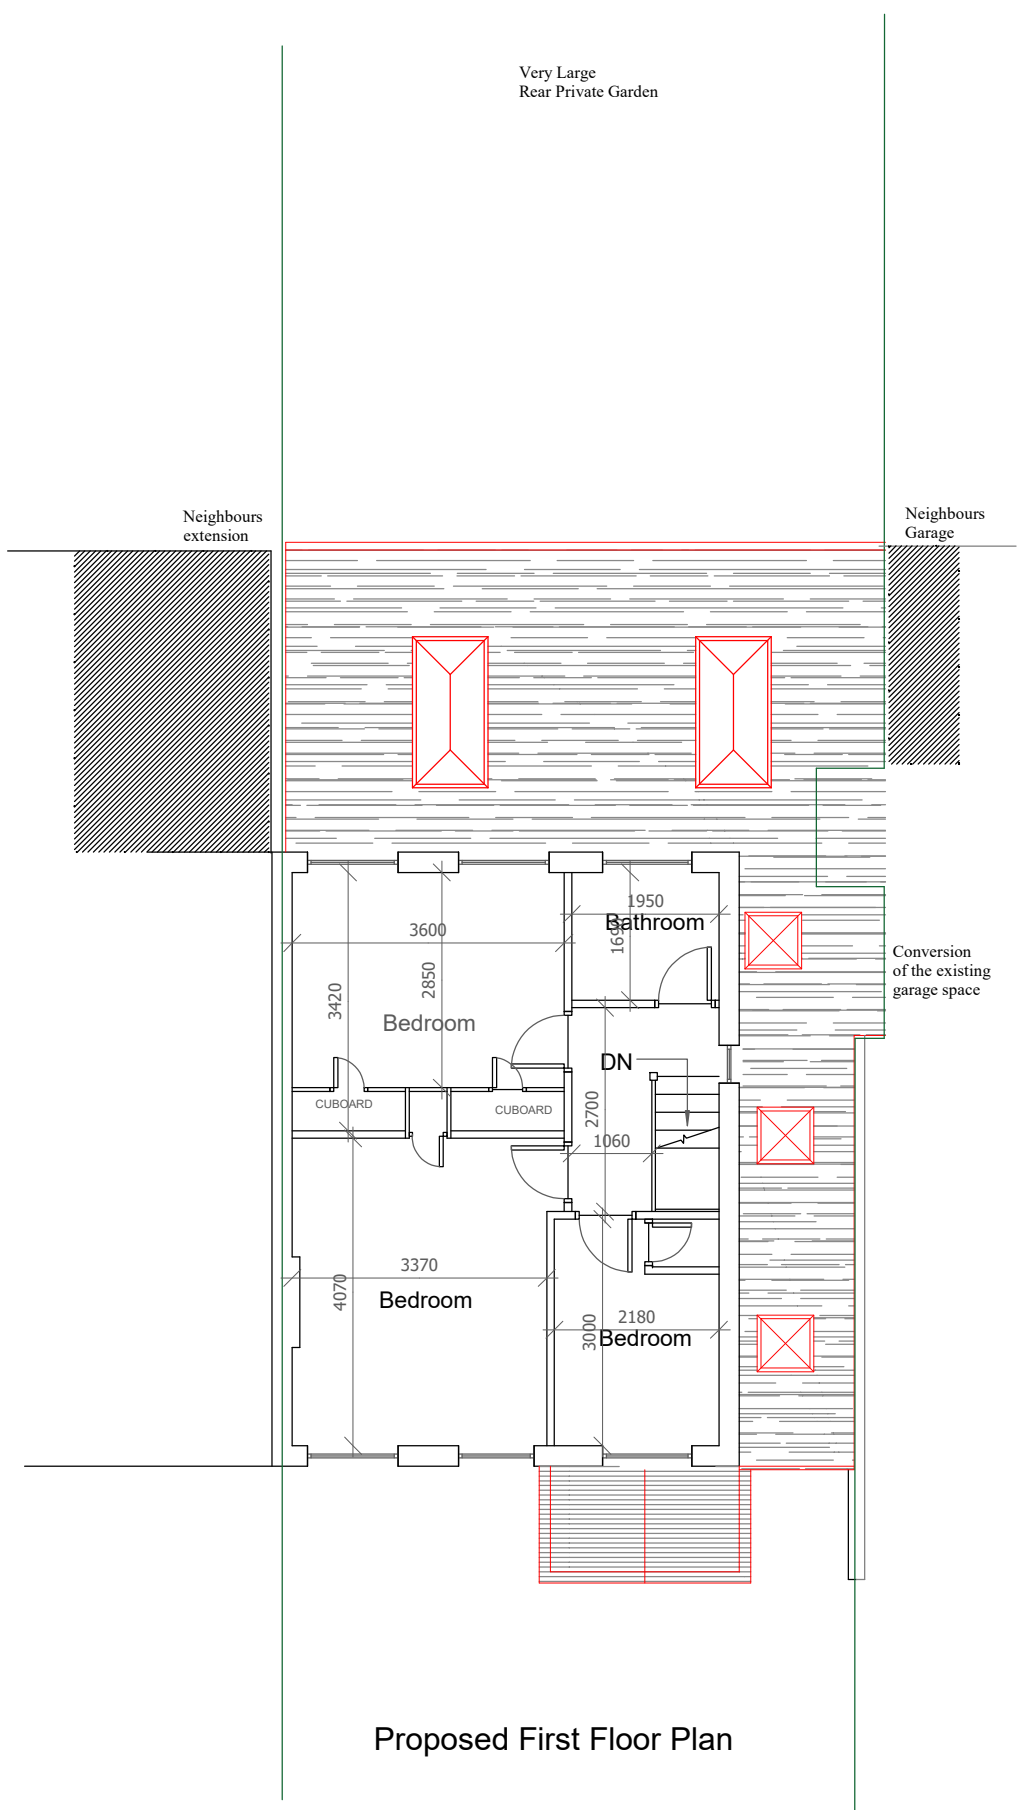 Very Large
Rear Private Garden
Neighbours
extension
Neighbours
Garage
1950
Bathroom
3600
2850
3420
Bedroom
Conversion
of the existing
garage space
DN
CUBOARD
CUBOARD
2700
1060
3370
4070
Bedroom
2180
3000
Bedroom
Proposed First Floor Plan